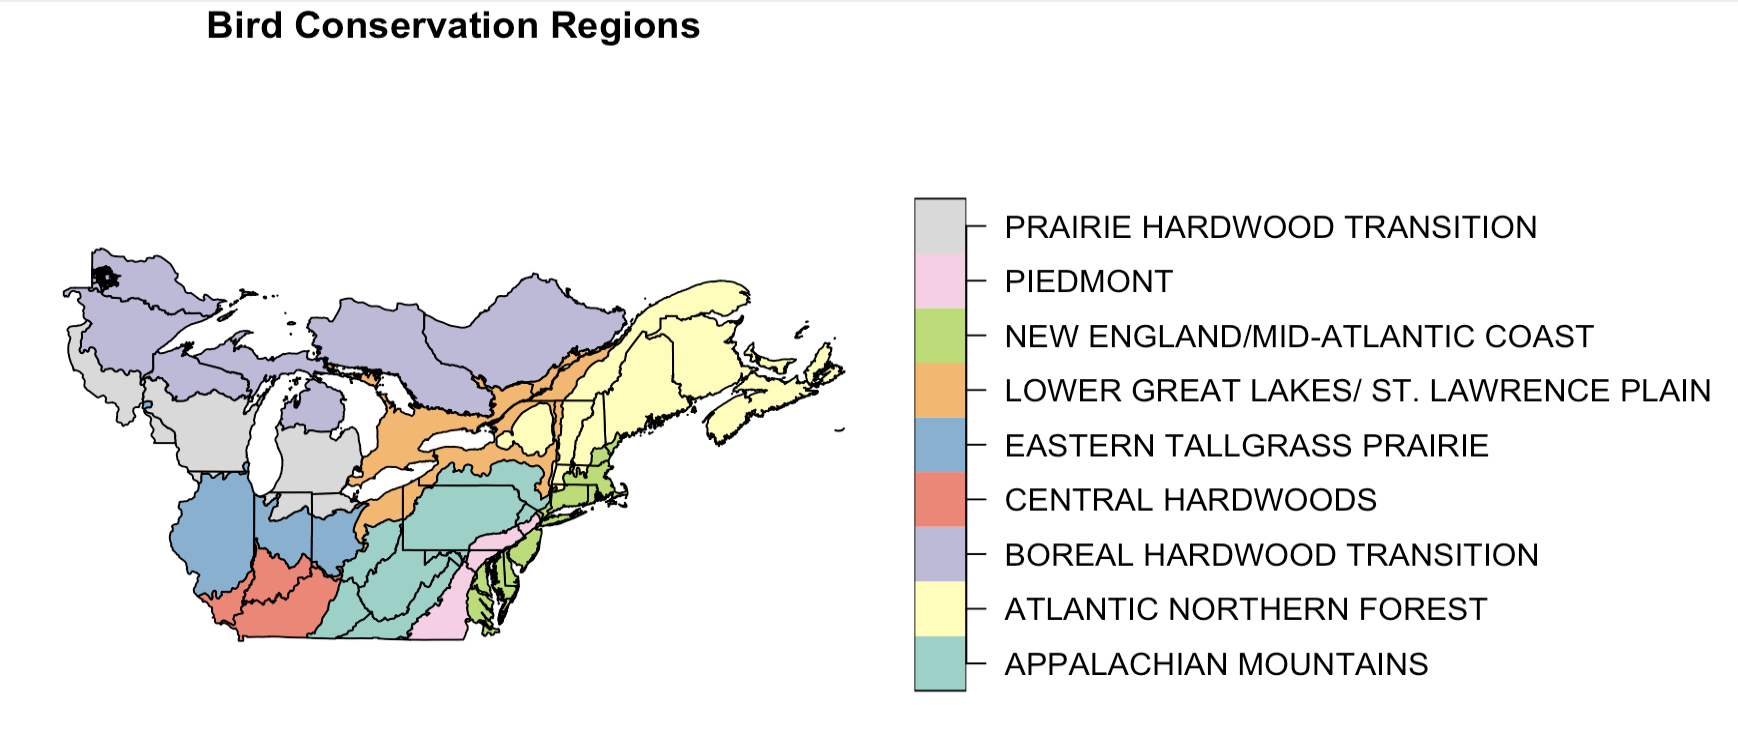 Bird Conservation Regions
PRAIRIE HARDWOOD TRANSITION
PIEDMONT
NEW ENGLAND/MID-ATLANTIC COAST
LOWER GREAT LAKES/ ST. LAWRENCE PLAIN
EASTERN TALLGRASS PRAIRIE
CENTRAL HARDWOODS
BOREAL HARDWOOD TRANSITION
ATLANTIC NORTHERN FOREST
APPALACHIAN MOUNTAINS